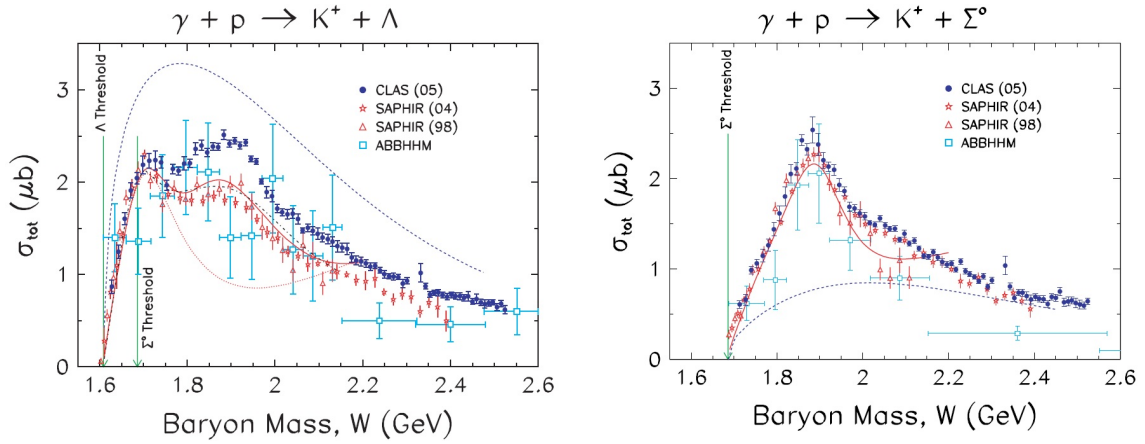 γ + p → K⁺ + Λ
Λ Threshold
Σ° Threshold
CLAS (05)
SAPHIR (04)
SAPHIR (98)
ABBHHM
σtot (μb)
3
2
1
0
1.6 1.8 2 2.2 2.4 2.6
Baryon Mass, W (GeV)
γ + p → K⁺ + Σ°
Σ° Threshold
CLAS (05)
SAPHIR (04)
SAPHIR (98)
ABBHHM
σtot (μb)
3
2
1
0
1.6 1.8 2 2.2 2.4 2.6
Baryon Mass, W (GeV)